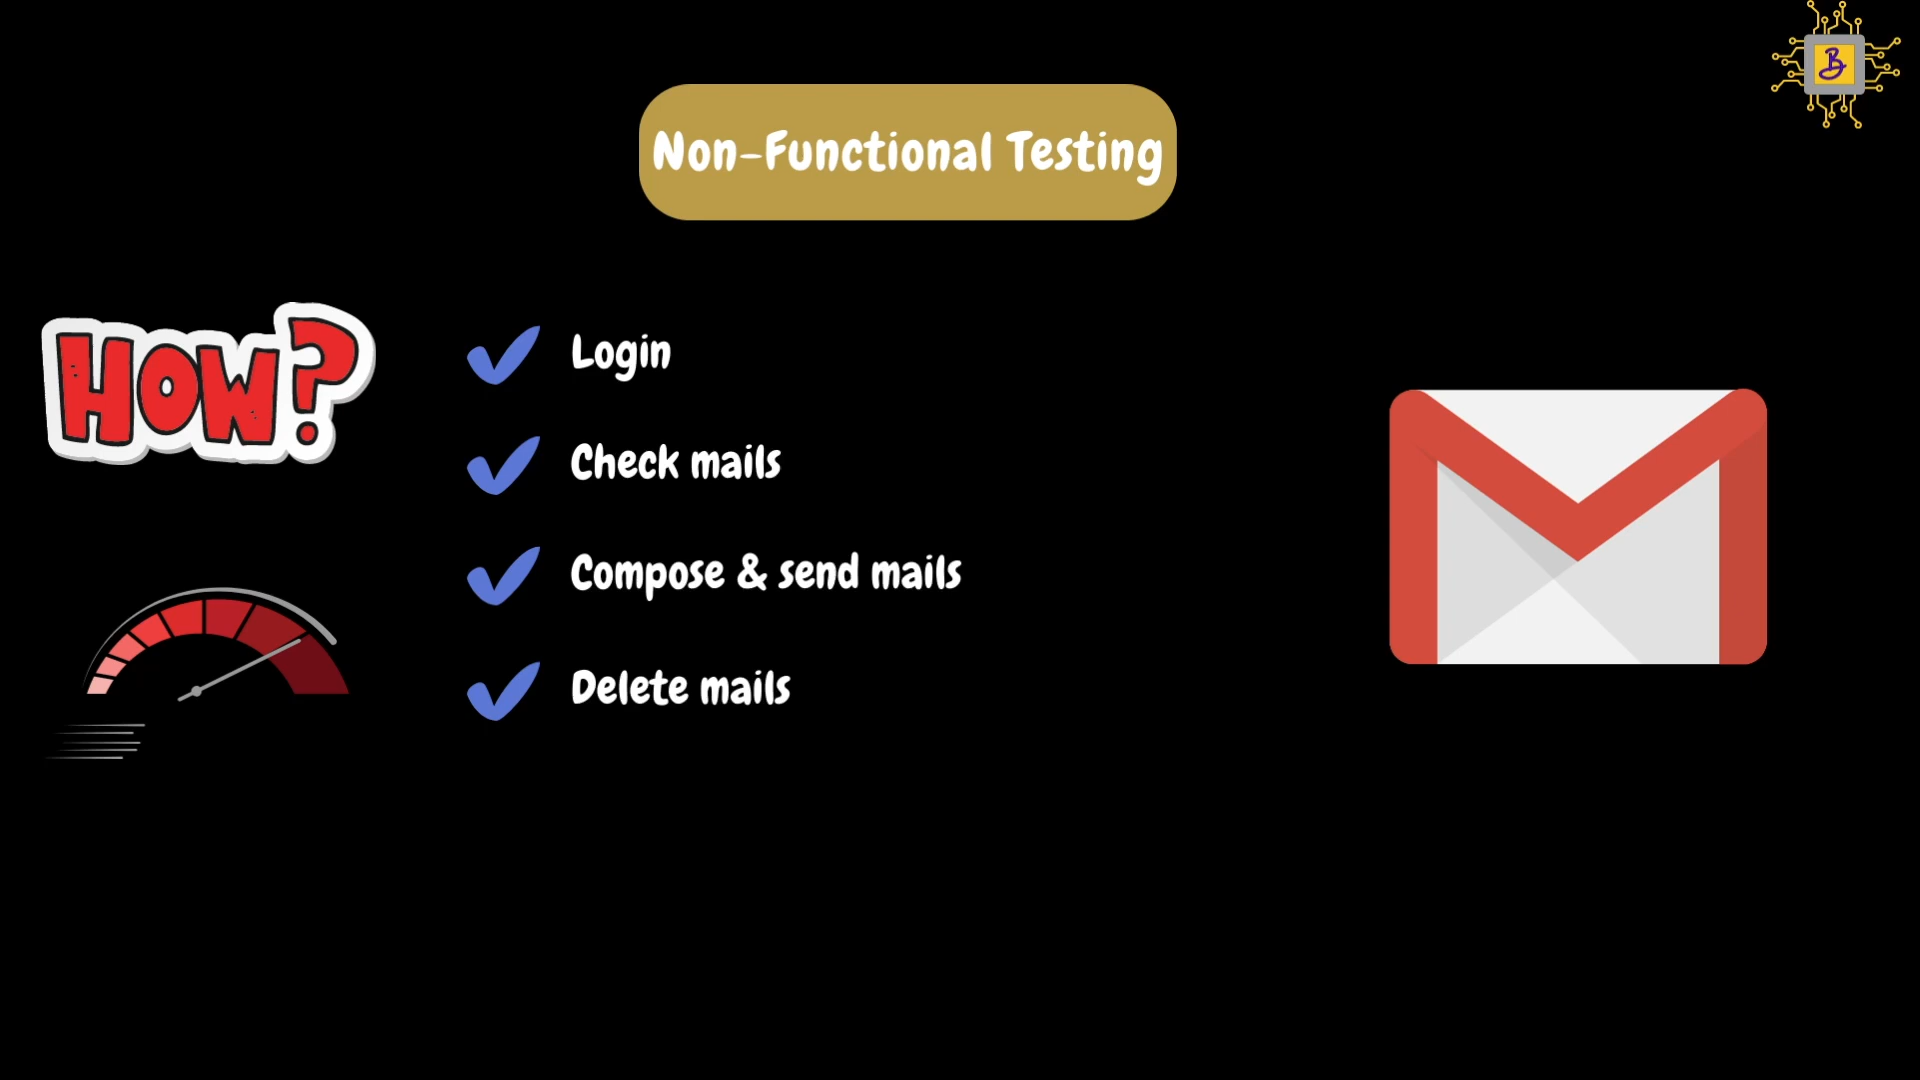 Non-Functional Testing
HOW?
Login
Check mails
Compose & send mails
Delete mails
B